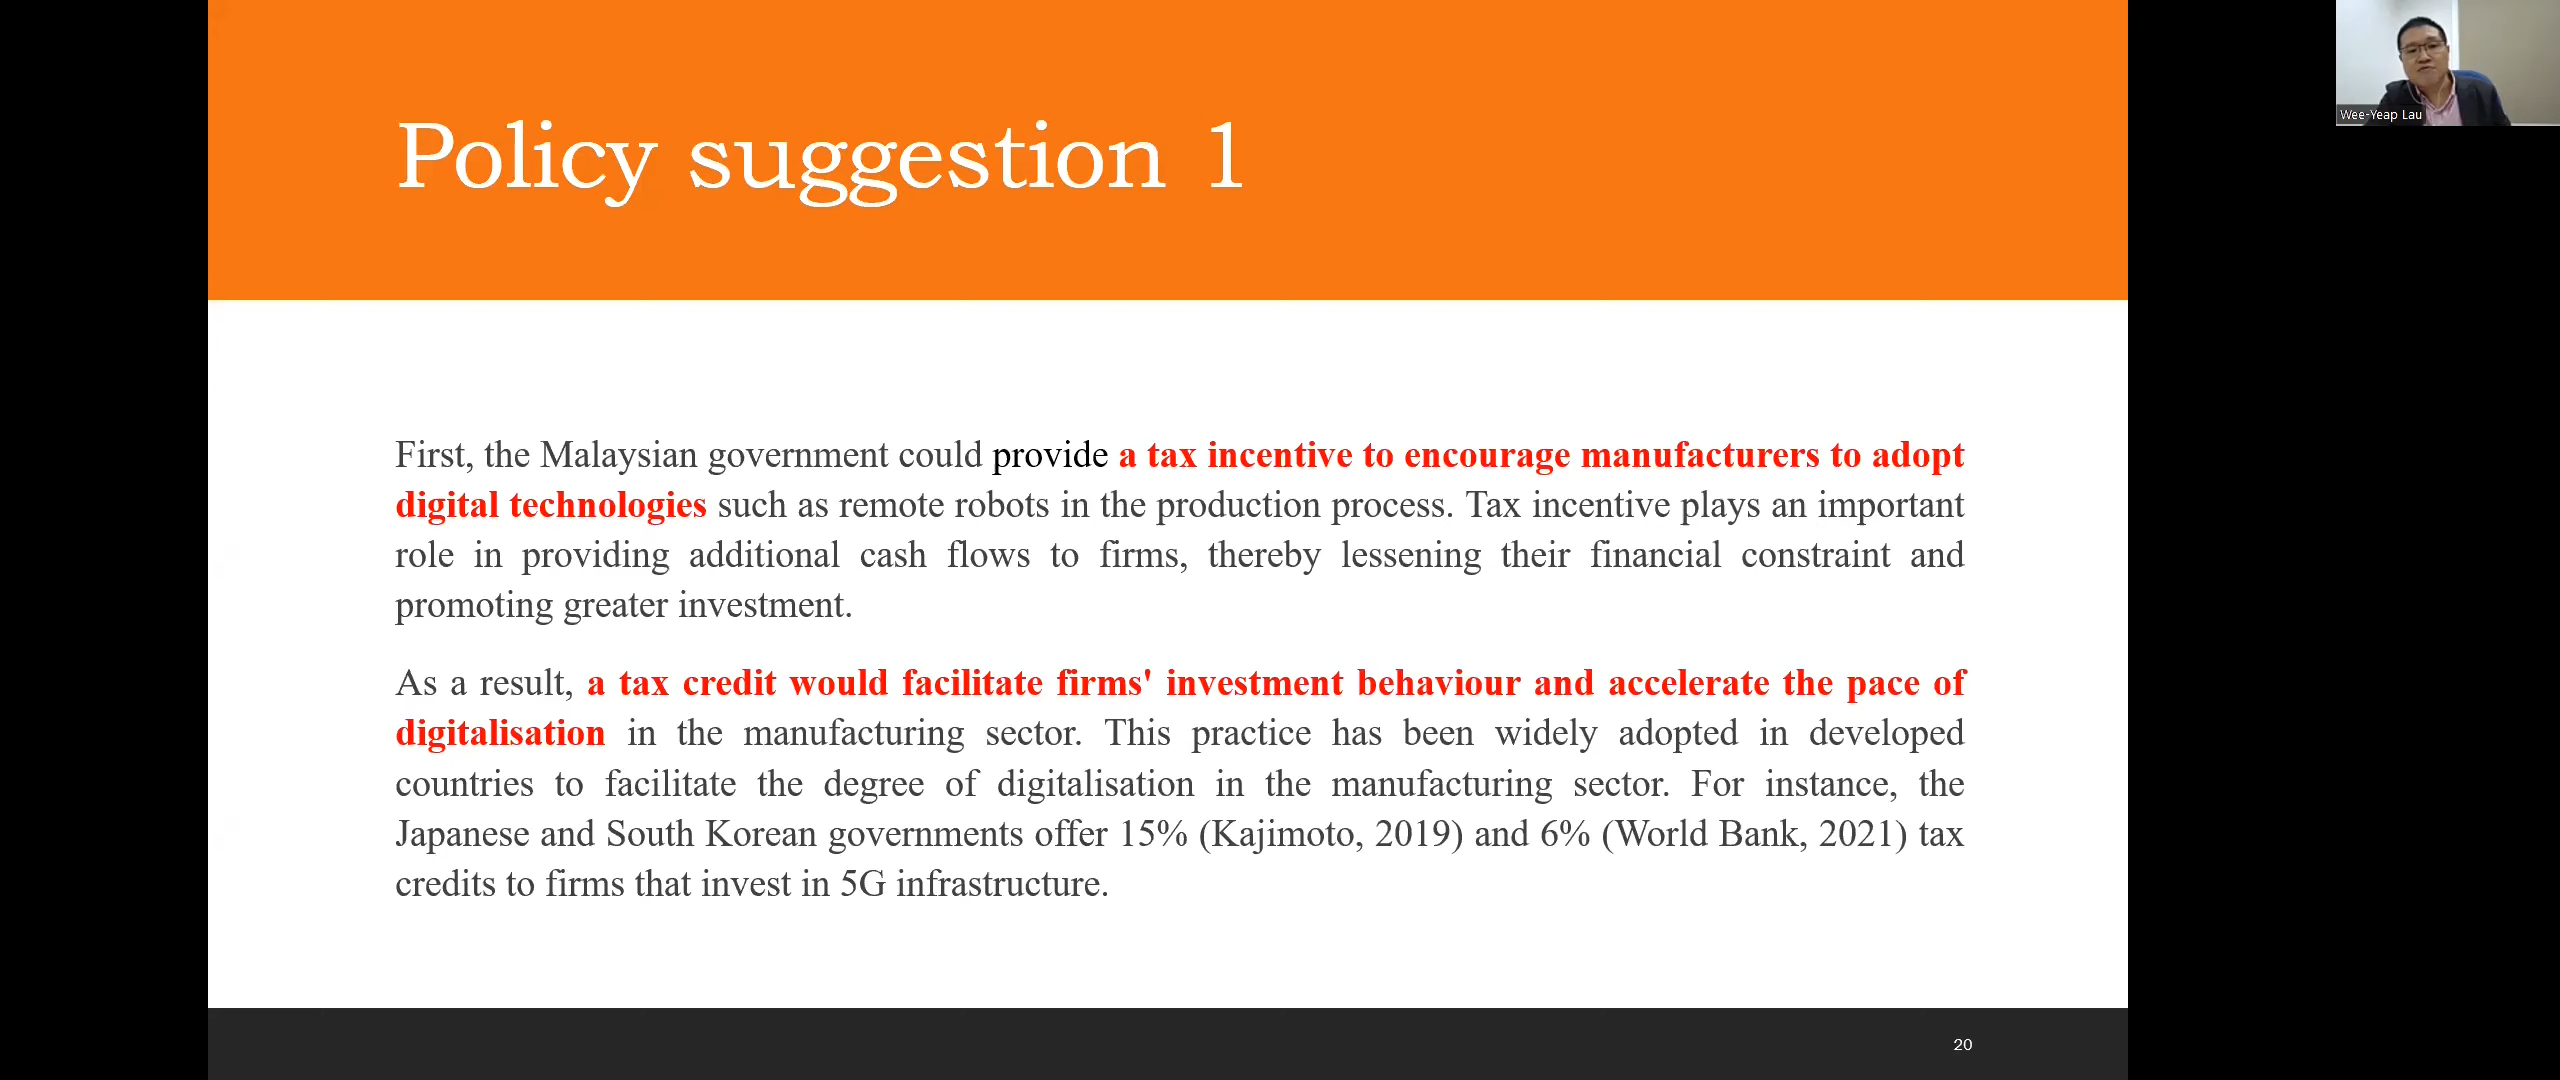 Policy suggestion 1
Wee-Yeap Lau
First, the Malaysian government could provide a tax incentive to encourage manufacturers to adopt
digital technologies such as remote robots in the production process. Tax incentive plays an important
role in providing additional cash flows to firms, thereby lessening their financial constraint and
promoting greater investment.
As a result, a tax credit would facilitate firms' investment behaviour and accelerate the pace of
digitalisation in the manufacturing sector. This practice has been widely adopted in developed
countries to facilitate the degree of digitalisation in the manufacturing sector. For instance, the
Japanese and South Korean governments offer 15% (Kajimoto, 2019) and 6% (World Bank, 2021) tax
credits to firms that invest in 5G infrastructure.
20